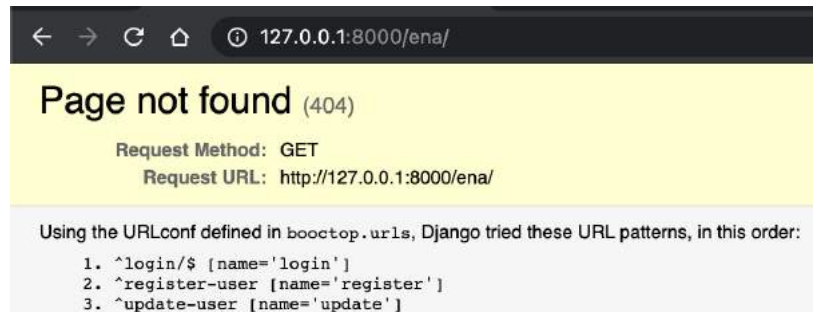 127.0.0.1:8000/ena/
Page not found (404)
Request Method: GET
Request URL: http://127.0.0.1:8000/ena/
Using the URLconf defined in booctop.urls, Django tried these URL patterns, in this order:
1. ^login/$ [name='login']
2. ^register-user [name='register']
3. ^update-user [name='update']